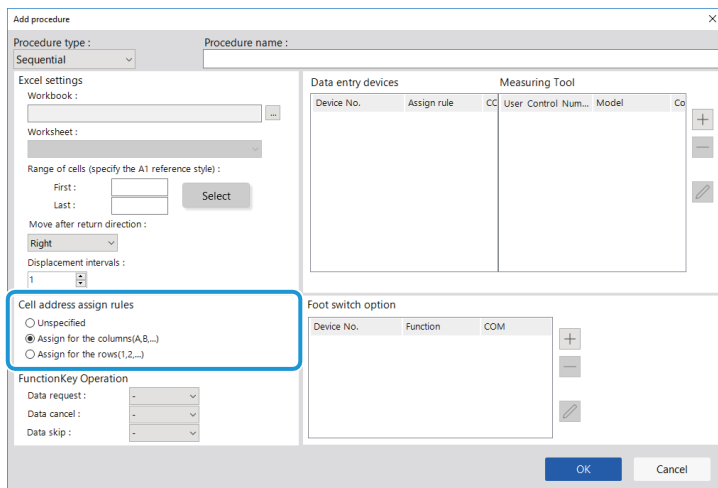 Add procedure
Procedure type :
Procedure name :
Sequential
Excel settings
Workbook :
...
Worksheet :
Range of cells (specify the A1 reference style) :
First :
Last :
Select
Move after return direction :
Right
Displacement intervals :
1
Cell address assign rules
Unspecified
Assign for the columns(A,B,...)
Assign for the rows(1,2,...)
FunctionKey Operation
Data request : -
Data cancel : -
Data skip : -
Data entry devices
Device No. Assign rule CC
Measuring Tool
User Control Num... Model Co
Foot switch option
Device No. Function COM
OK Cancel